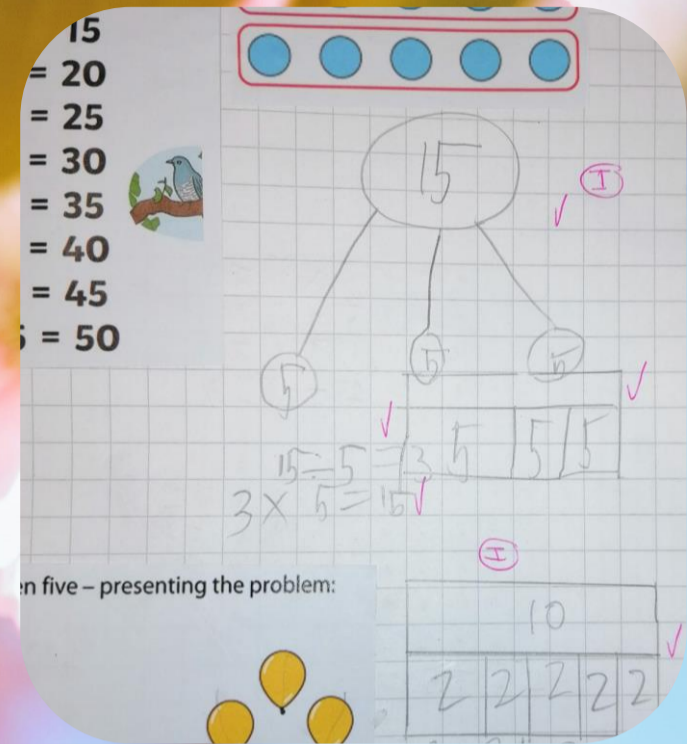 15
= 20
= 25
= 30
= 35
= 40
= 45
= 50
15
I
5 5 5
5 5 5
15 ÷ 5 = 3
3 × 5 = 15
en five – presenting the problem:
I
10
2 2 2 2 2